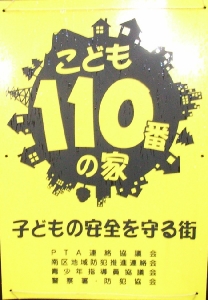 こども
110番
の家
子どもの安全を守る街
PTA連絡協議会
南区地域防犯推進連絡会
青少年指導員協議会
警察署・防犯協会